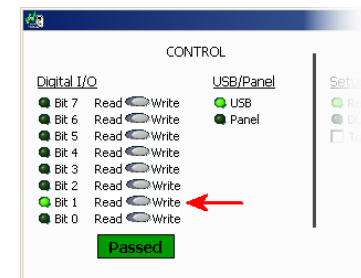 CONTROL
Digital I/O USB/Panel Setu
Bit 7 Read Write USB
Bit 6 Read Write Panel
Bit 5 Read Write
Bit 4 Read Write
Bit 3 Read Write
Bit 2 Read Write
Bit 1 Read Write
Bit 0 Read Write
Passed